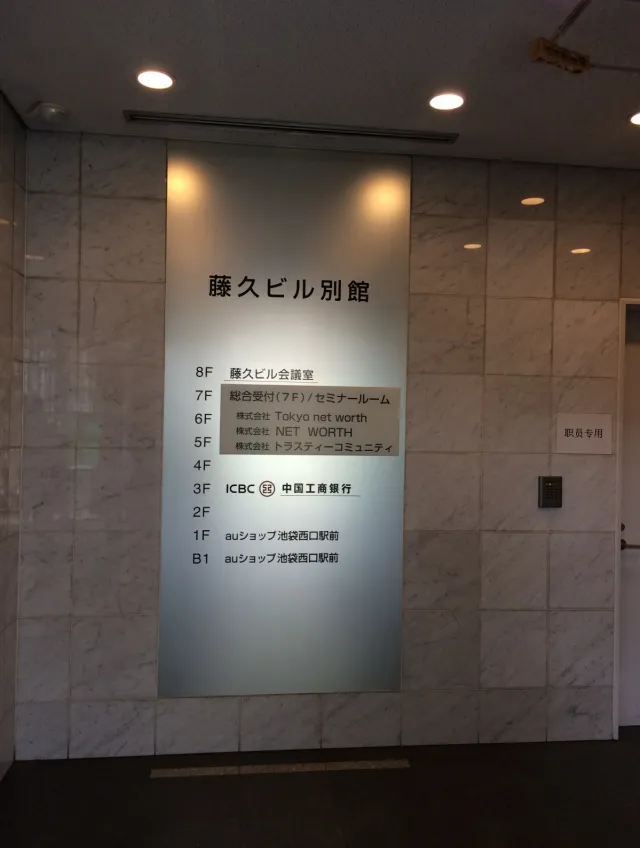 藤久ビル別館
8F 藤久ビル会議室
7F 総合受付(7F)/セミナールーム
6F 株式会社 Tokyo net worth
株式会社 NET WORTH
5F 株式会社 トラスティーコミュニティ
4F
3F ICBC 中国工商銀行
2F
1F auショップ池袋西口駅前
B1 auショップ池袋西口駅前
职员专用